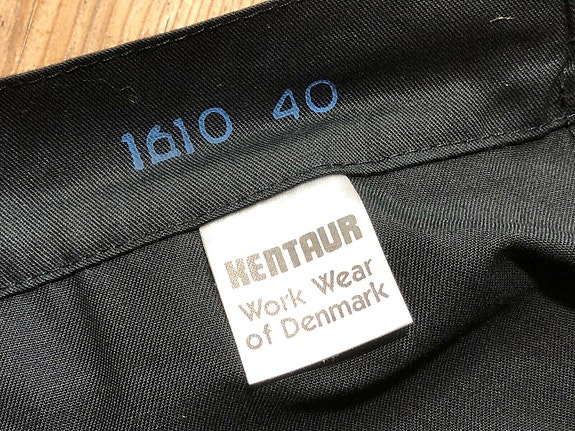 1610 40
KENTAUR
Work Wear
of Denmark